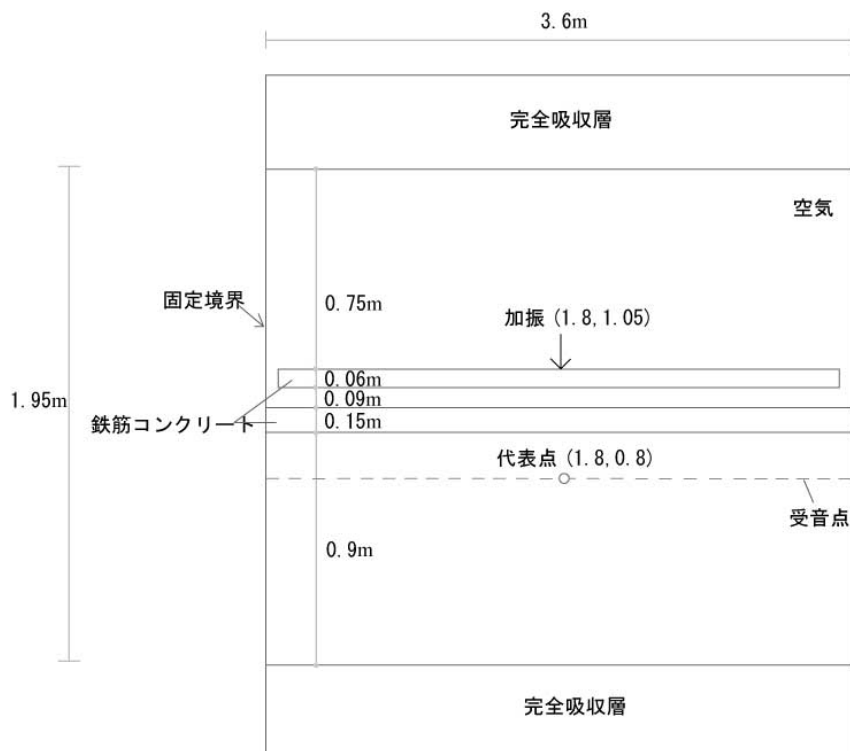 3.6m
完全吸収層
空気
固定境界
0.75m
加振 (1.8,1.05)
0.06m
1.95m
0.09m
鉄筋コンクリート
0.15m
代表点 (1.8,0.8)
受音点
0.9m
完全吸収層